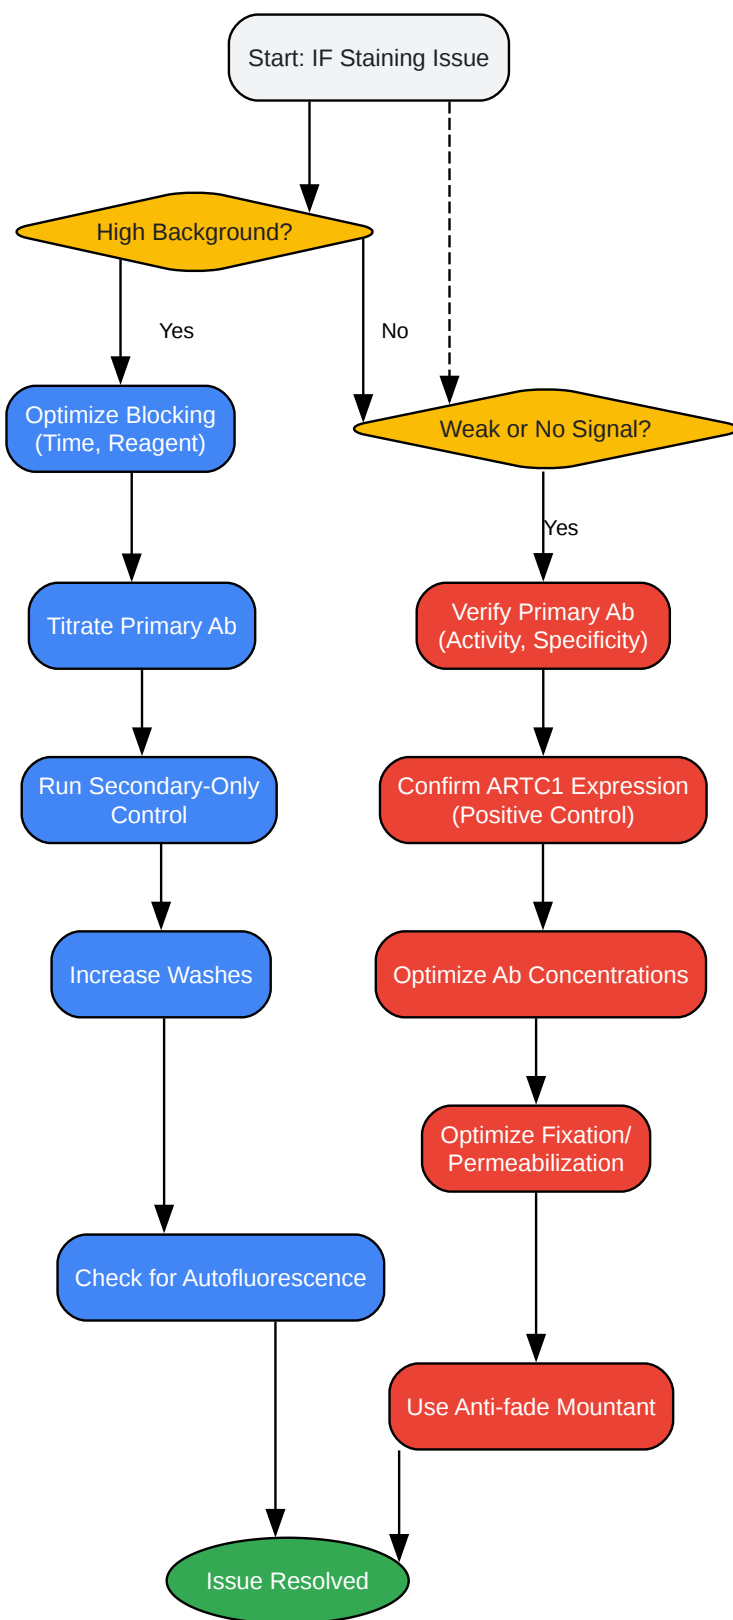 Start: IF Staining Issue
High Background?
Yes
No
Optimize Blocking
(Time, Reagent)
Weak or No Signal?
Yes
Titrate Primary Ab
Verify Primary Ab
(Activity, Specificity)
Run Secondary-Only
Control
Confirm ARTC1 Expression
(Positive Control)
Increase Washes
Optimize Ab Concentrations
Optimize Fixation/
Permeabilization
Check for Autofluorescence
Use Anti-fade Mountant
Issue Resolved